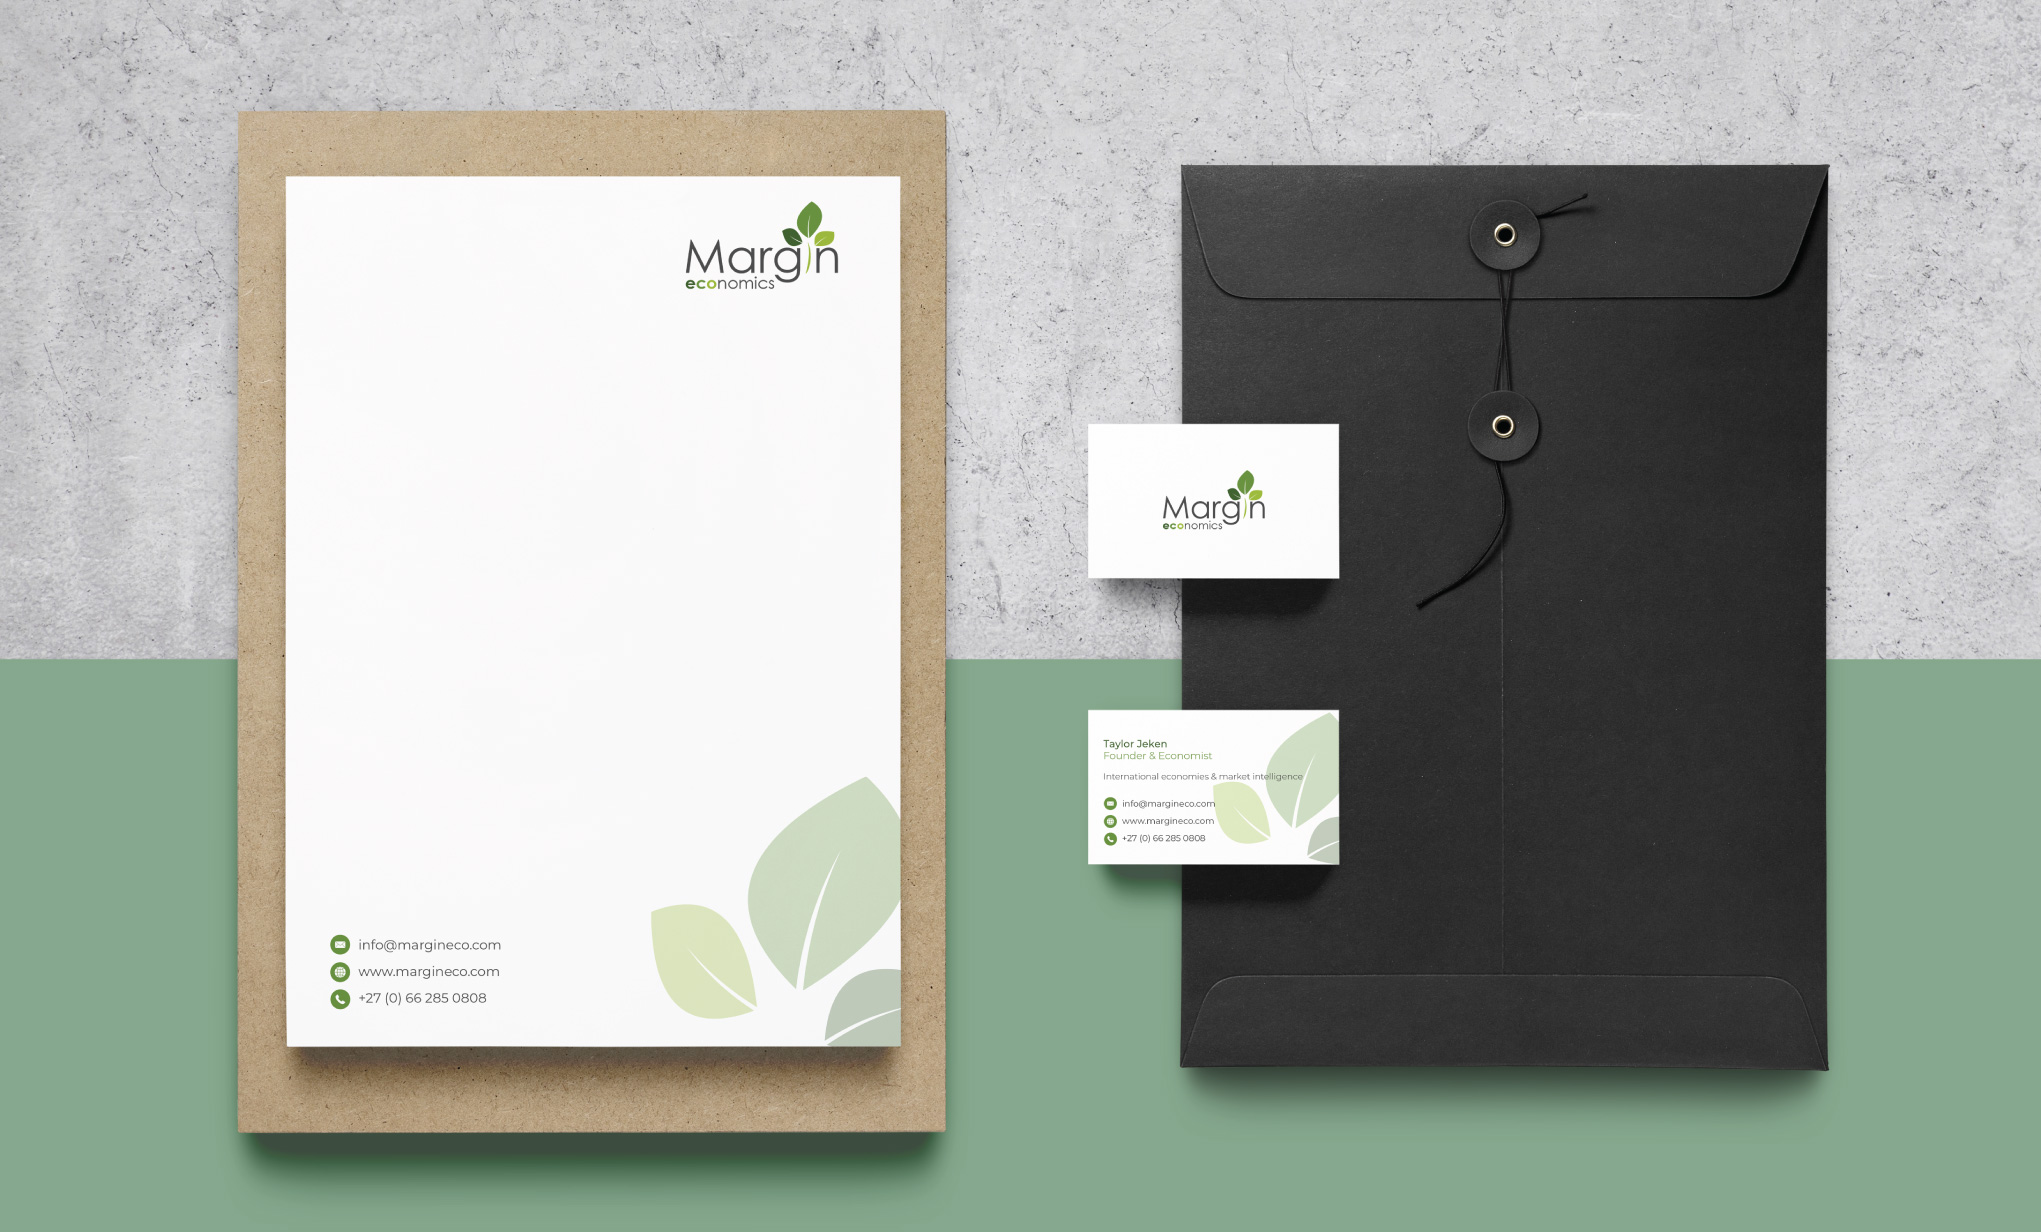 Margin
economics
info@margineco.com
www.margineco.com
+27 (0) 66 285 0808
Margin
economics
Taylor Jeken
Founder & Economist
International economies & market intelligence
info@margineco.com
www.margineco.com
+27 (0) 66 285 0808